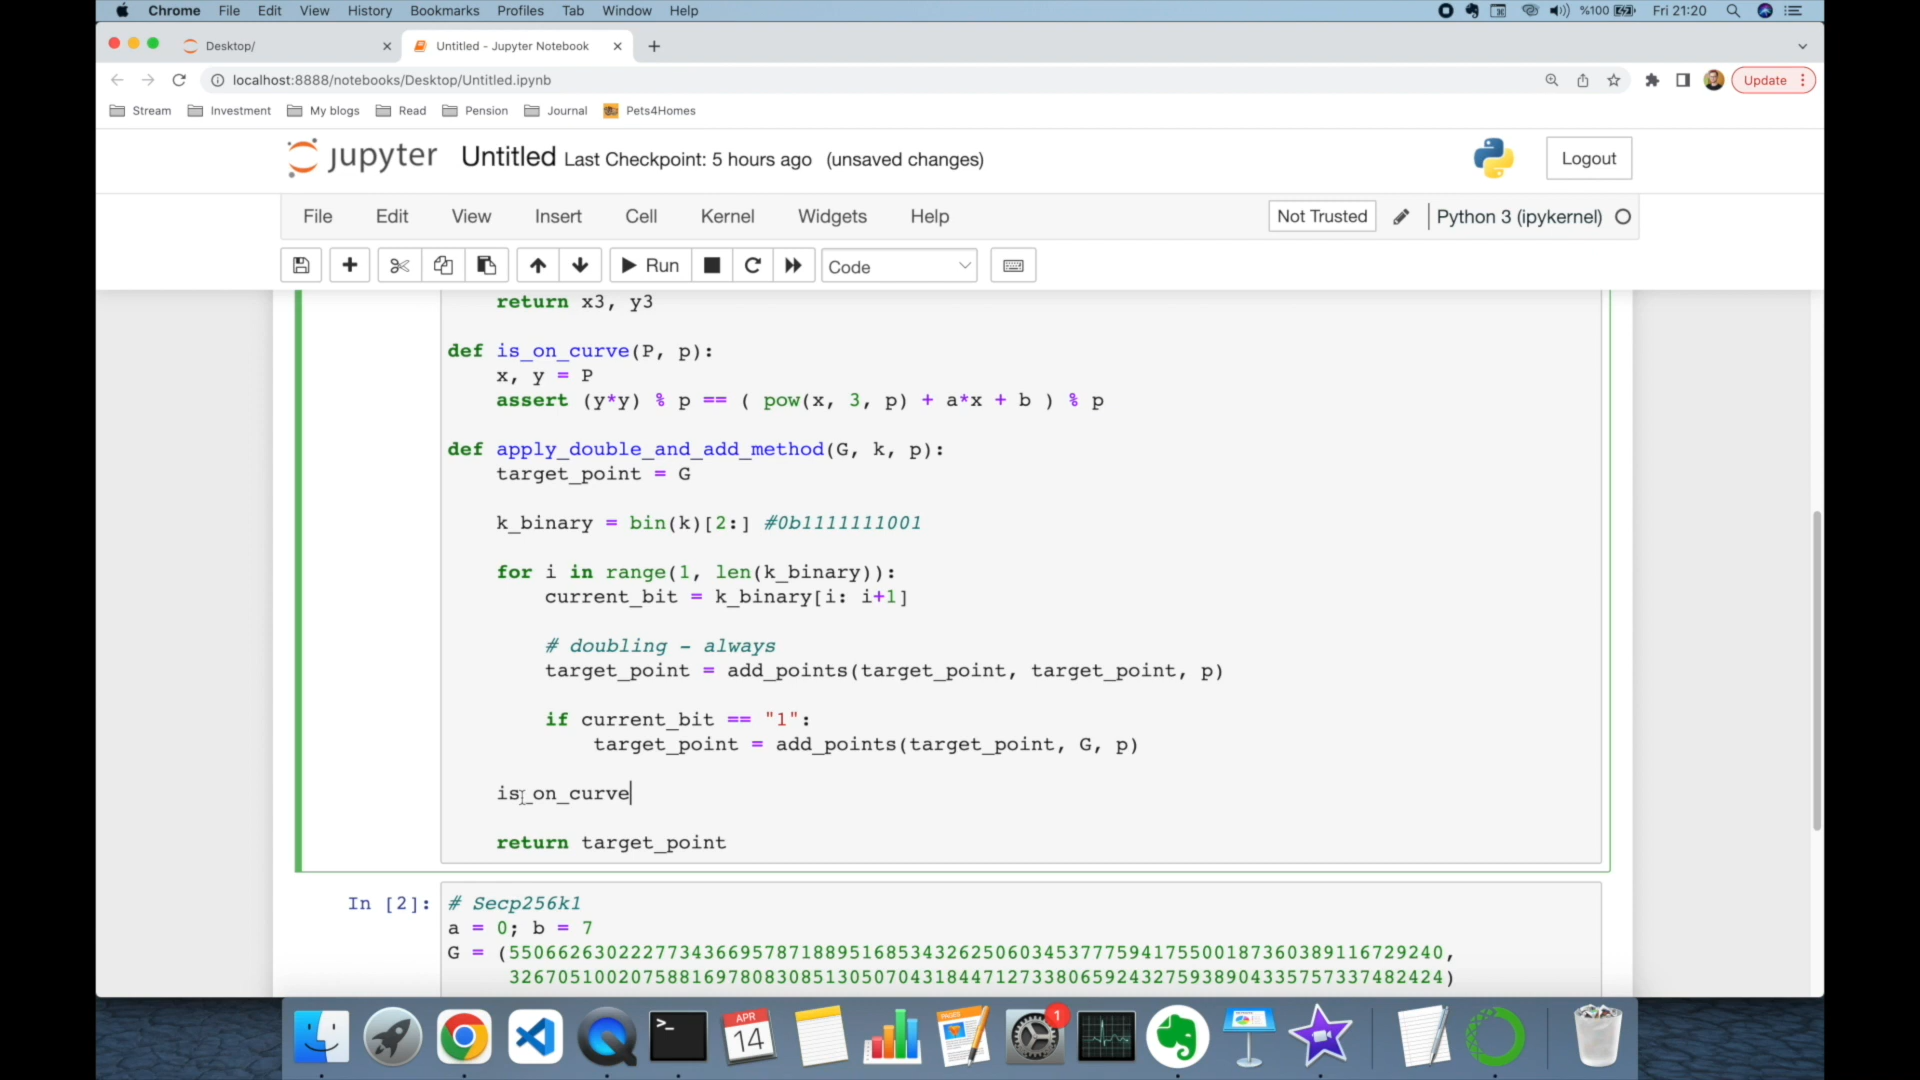 Chrome File Edit View History Bookmarks Profiles Tab Window Help %100 Fri 21:20
Desktop/
Untitled - Jupyter Notebook
localhost:8888/notebooks/Desktop/Untitled.ipynb
Update
Stream Investment My blogs Read Pension Journal Pets4Homes
jupyter Untitled Last Checkpoint: 5 hours ago (unsaved changes)
Logout
File Edit View Insert Cell Kernel Widgets Help Not Trusted Python 3 (ipykernel)
Run Code
return x3, y3
def is_on_curve(P, p):
x, y = P
assert (y*y) % p == ( pow(x, 3, p) + a*x + b ) % p
def apply_double_and_add_method(G, k, p):
target_point = G
k_binary = bin(k)[2:] #0b1111111001
for i in range(1, len(k_binary)):
current_bit = k_binary[i: i+1]
# doubling - always
target_point = add_points(target_point, target_point, p)
if current_bit == "1":
target_point = add_points(target_point, G, p)
is_on_curve
return target_point
In [2]: # Secp256k1
a = 0; b = 7
G = (55066263022277343669578718895168534326250603453777594175500187360389116729240,
32670510020758816978083085130507043184471273380659243275938904335757337482424)
APR
14
PAGES
1